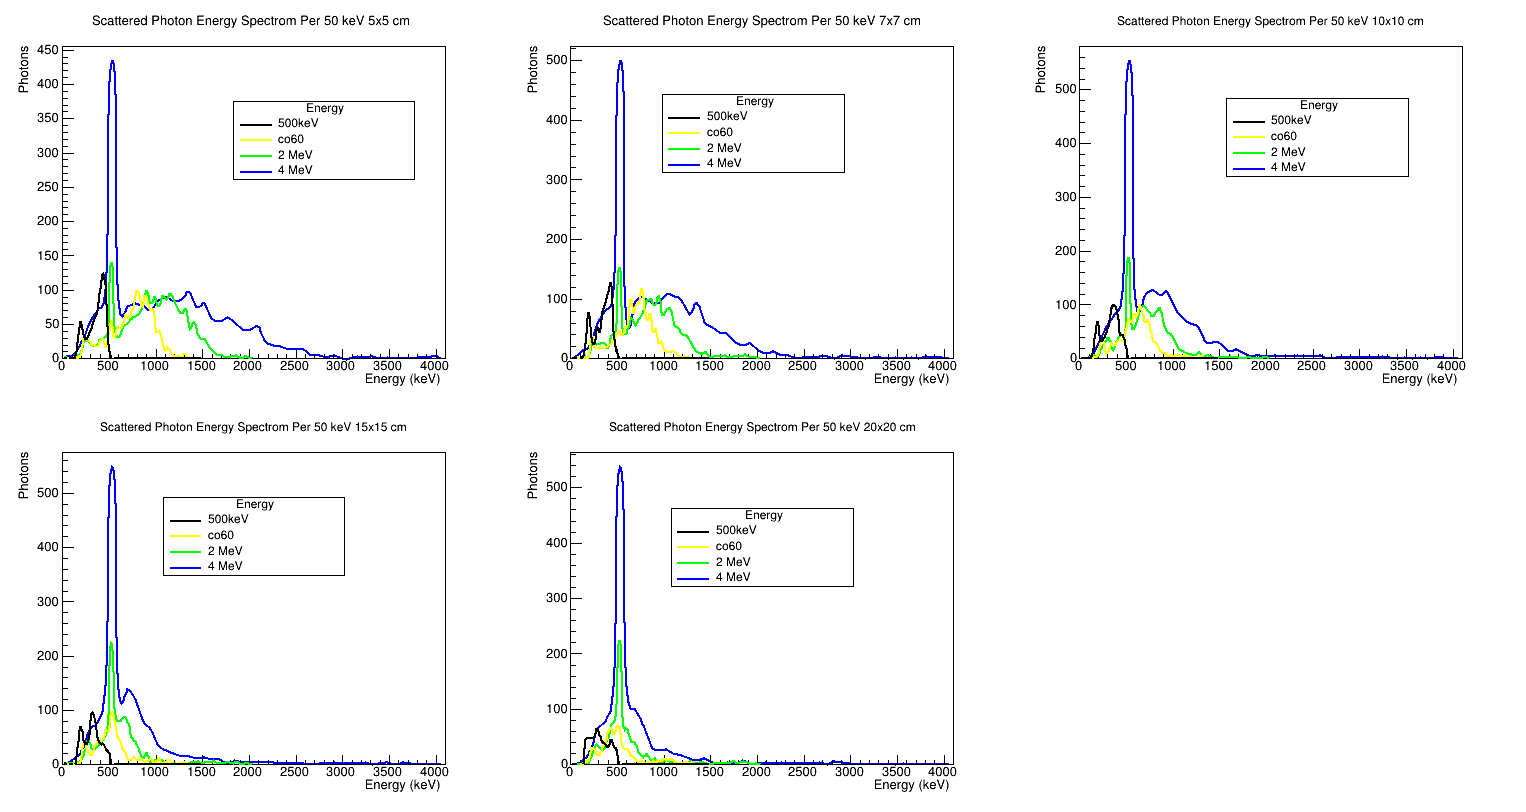 Scattered Photon Energy Spectrom Per 50 keV 5x5 cm
Photons
450
400
350
300
250
200
150
100
50
0
Energy
500keV
co60
2 MeV
4 MeV
0 500 1000 1500 2000 2500 3000 3500 4000
Energy (keV)
Scattered Photon Energy Spectrom Per 50 keV 7x7 cm
Photons
500
400
300
200
100
0
Energy
500keV
co60
2 MeV
4 MeV
0 500 1000 1500 2000 2500 3000 3500 4000
Energy (keV)
Scattered Photon Energy Spectrom Per 50 keV 10x10 cm
Photons
500
400
300
200
100
0
Energy
500keV
co60
2 MeV
4 MeV
0 500 1000 1500 2000 2500 3000 3500 4000
Energy (keV)
Scattered Photon Energy Spectrom Per 50 keV 15x15 cm
Photons
500
400
300
200
100
0
Energy
500keV
co60
2 MeV
4 MeV
0 500 1000 1500 2000 2500 3000 3500 4000
Energy (keV)
Scattered Photon Energy Spectrom Per 50 keV 20x20 cm
Photons
500
400
300
200
100
0
Energy
500keV
co60
2 MeV
4 MeV
0 500 1000 1500 2000 2500 3000 3500 4000
Energy (keV)